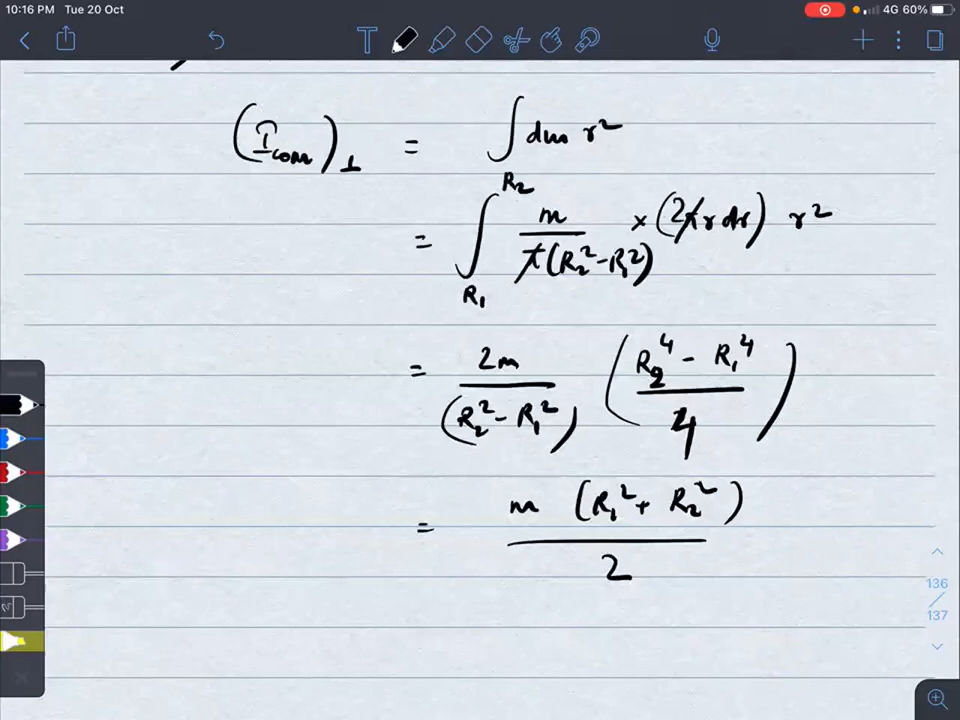 10:16 PM Tue 20 Oct 4G 60%
T
(I_com)_⊥ = ∫ dm r²
= ∫_{R₁}^{R₂} m / π(R₂² - R₁²) × (2πr dr) r²
= 2m / (R₂² - R₁²) ((R₂⁴ - R₁⁴) / 4)
= m (R₁² + R₂²) / 2
136
/
137